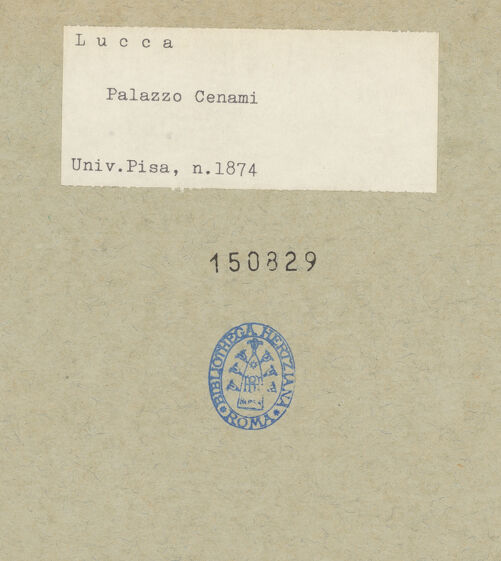 Lucca
Palazzo Cenami
Univ.Pisa, n.1874
150829
BIBLIOTHECA HERTZIANA
ROMA